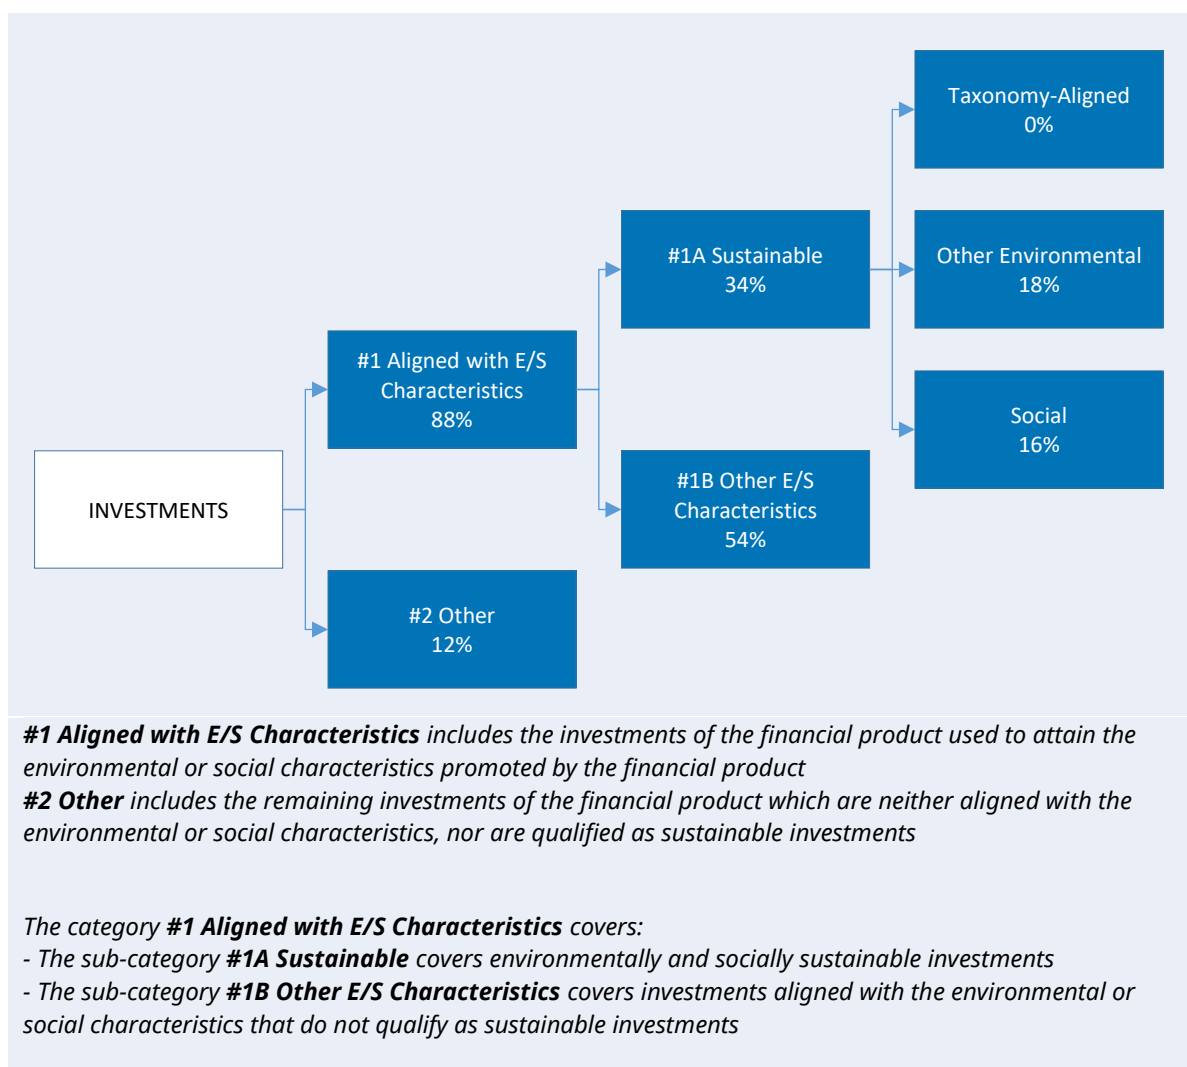 Taxonomy-Aligned
0%
#1A Sustainable
34%
Other Environmental
18%
#1 Aligned with E/S
Characteristics
88%
Social
16%
INVESTMENTS
#1B Other E/S
Characteristics
54%
#2 Other
12%
#1 Aligned with E/S Characteristics includes the investments of the financial product used to attain the
environmental or social characteristics promoted by the financial product
#2 Other includes the remaining investments of the financial product which are neither aligned with the
environmental or social characteristics, nor are qualified as sustainable investments
The category #1 Aligned with E/S Characteristics covers:
- The sub-category #1A Sustainable covers environmentally and socially sustainable investments
- The sub-category #1B Other E/S Characteristics covers investments aligned with the environmental or
social characteristics that do not qualify as sustainable investments